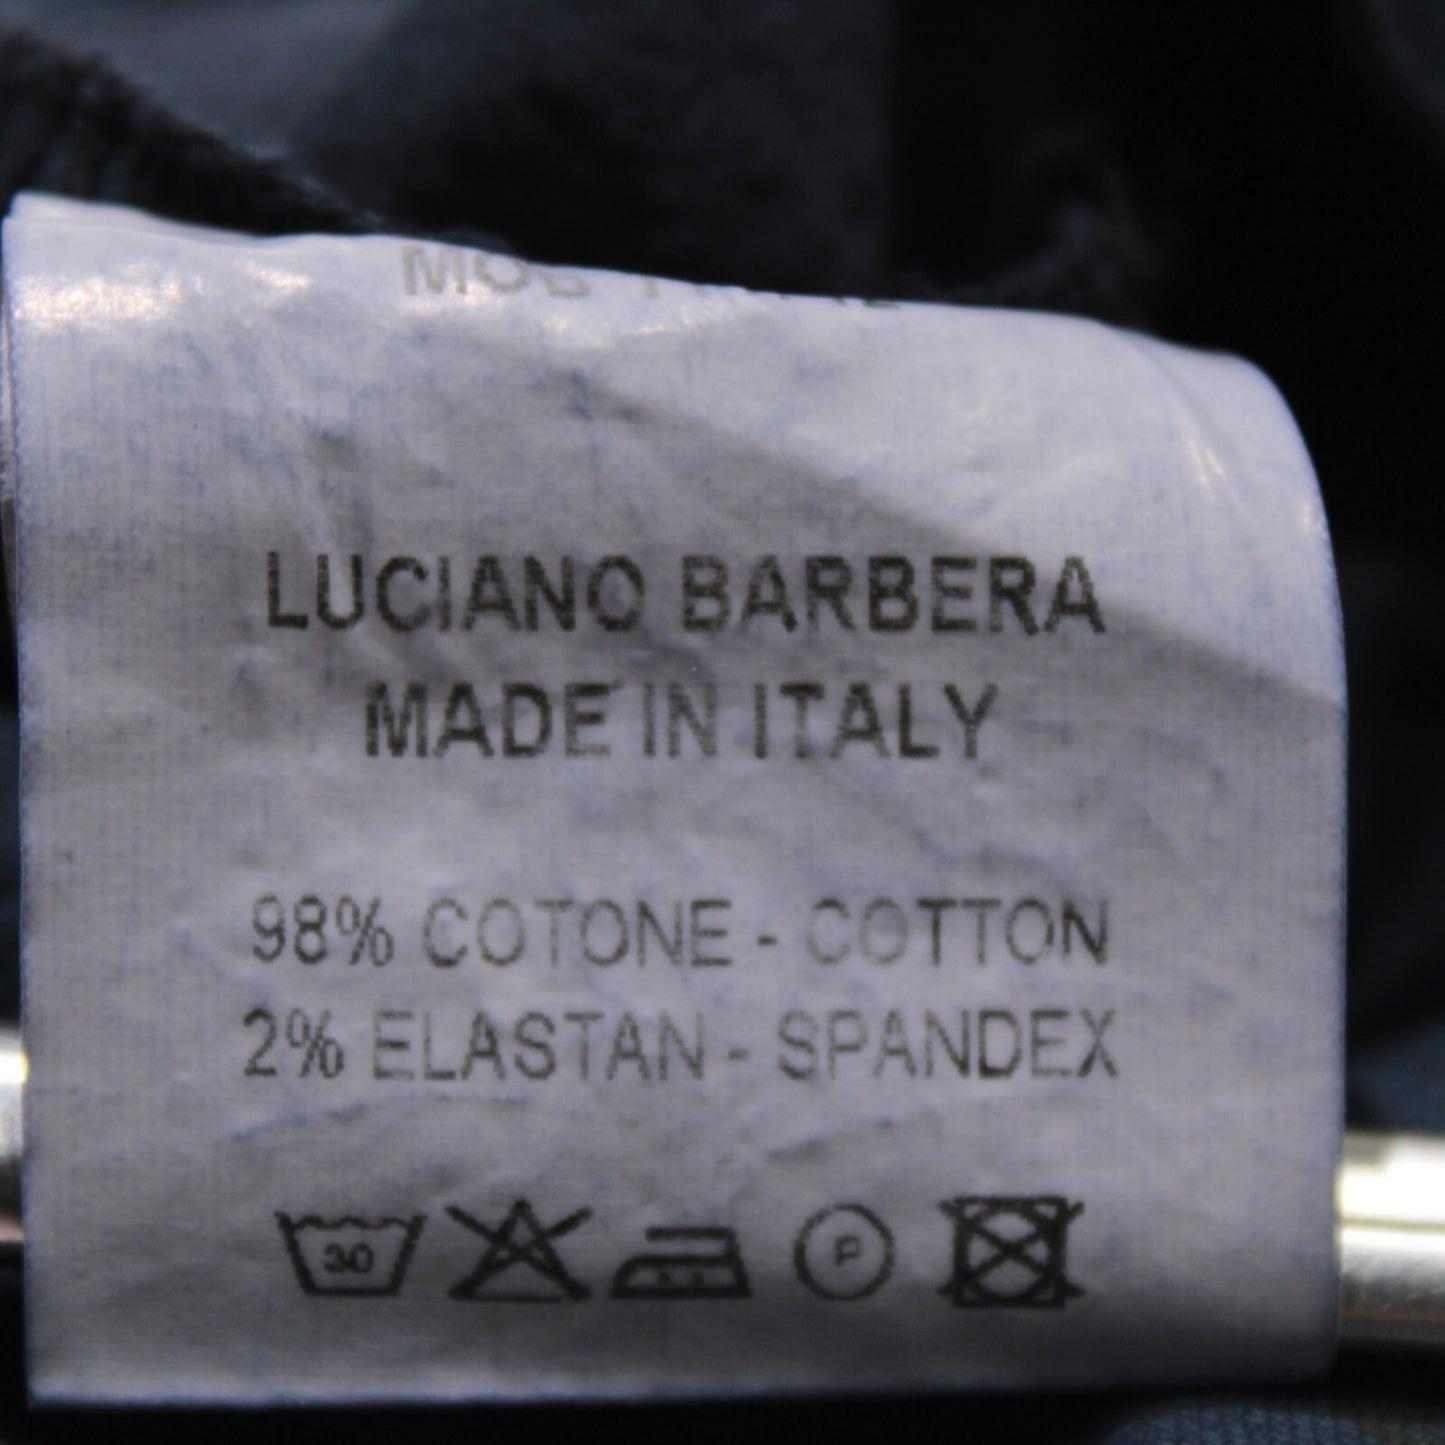 LUCIANO BARBERA
MADE IN ITALY
98% COTONE - COTTON
2% ELASTAN - SPANDEX
30
P